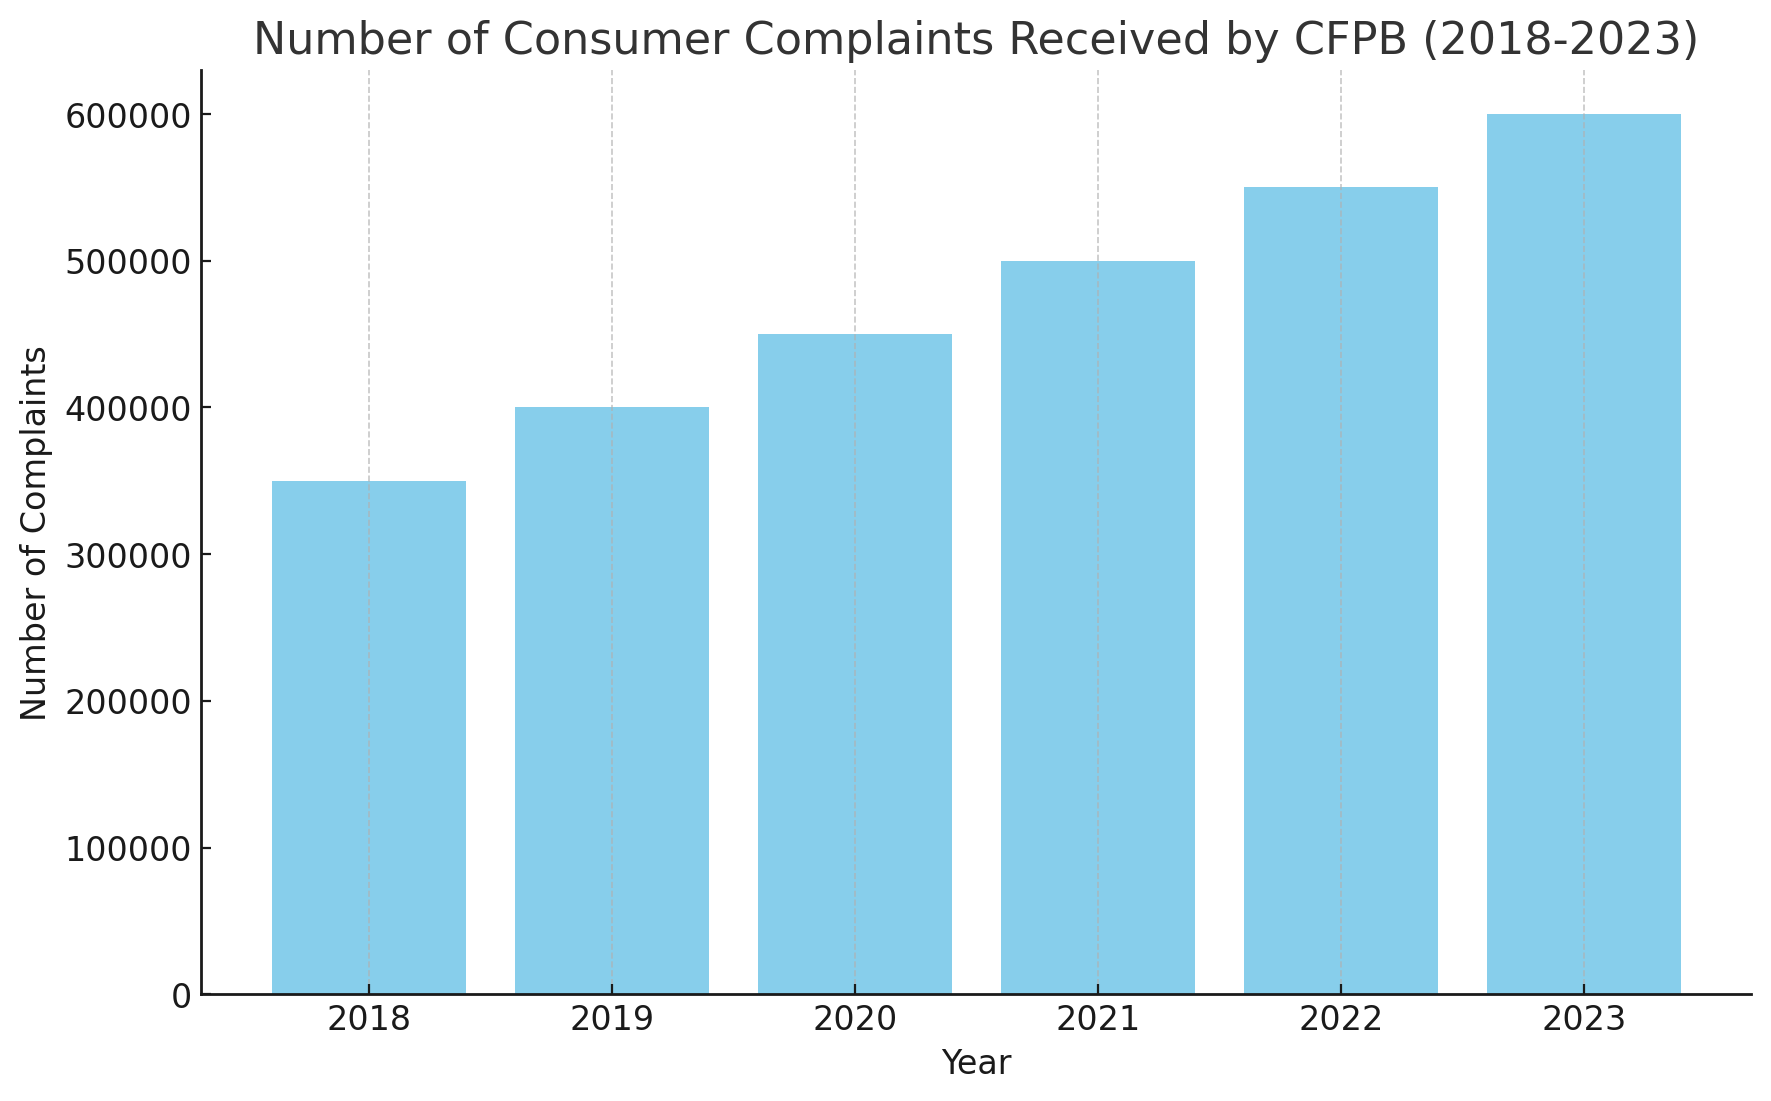 Number of Consumer Complaints Received by CFPB (2018-2023)
600000
500000
400000
300000
200000
100000
0
Number of Complaints
2018 2019 2020 2021 2022 2023
Year